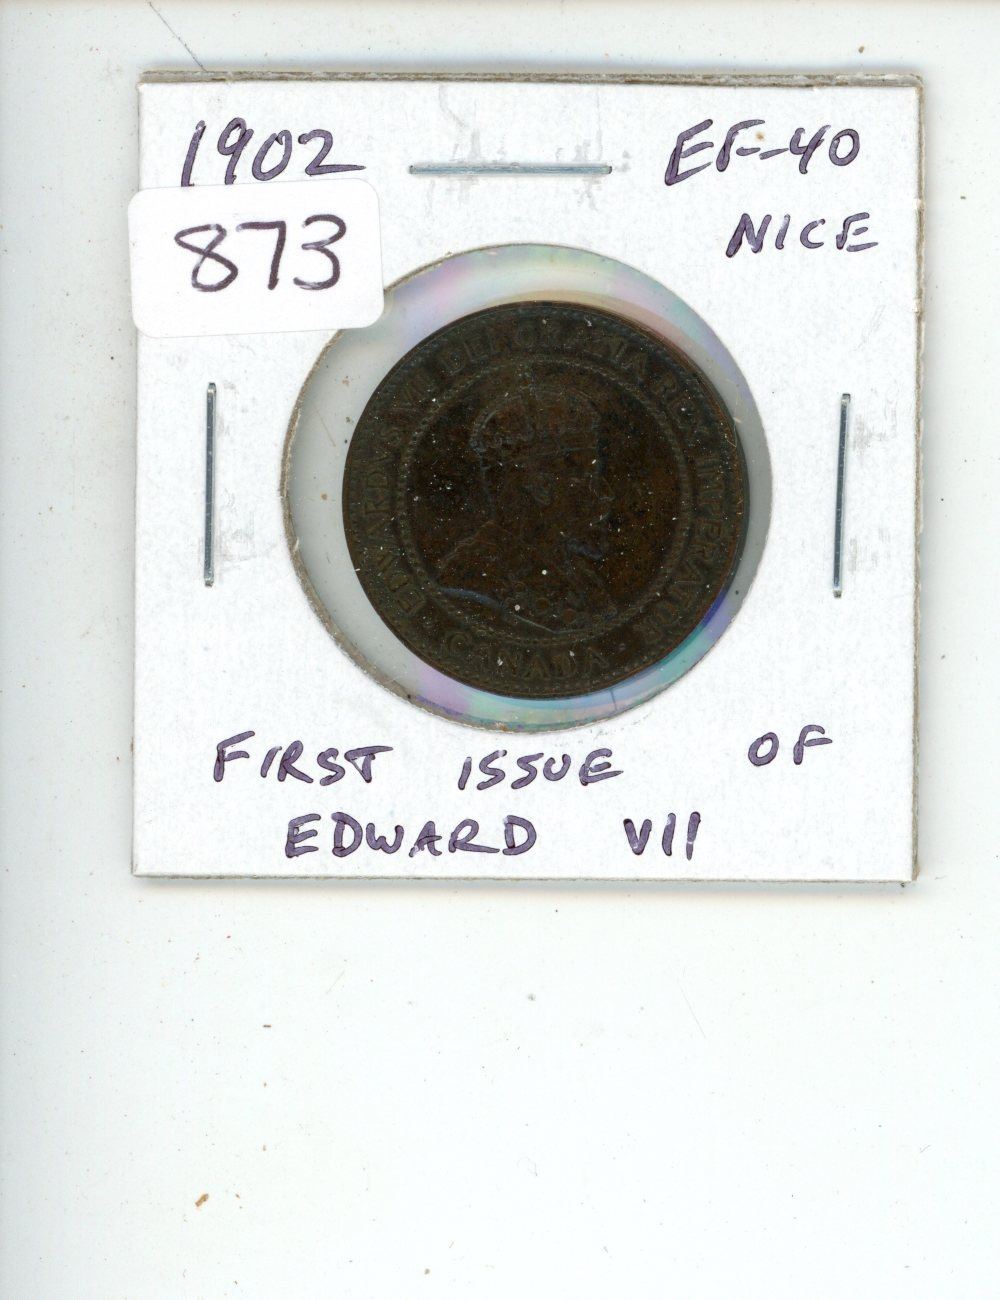 1902
EF-40
NICE
873
EDWARDVS VII DEI GRATIA REX IMPERATOR
CANADA
FIRST ISSUE OF
EDWARD VII